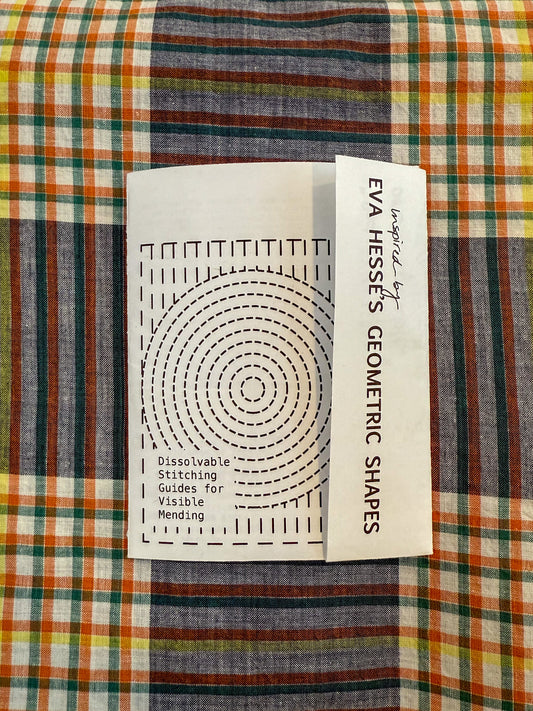 inspired by
EVA HESSE'S GEOMETRIC SHAPES
Dissolvable
Stitching
Guides for
Visible
Mending